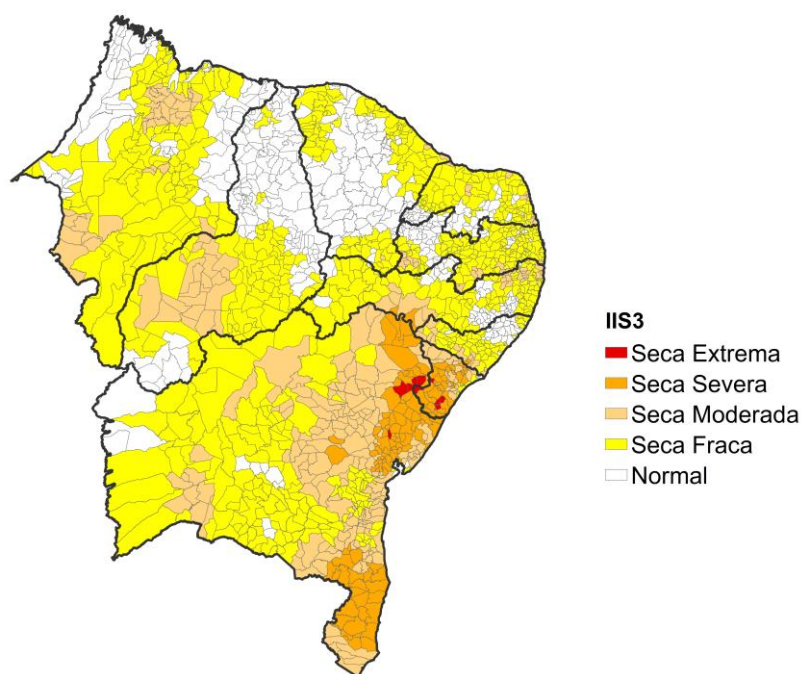 IIS3
Seca Extrema
Seca Severa
Seca Moderada
Seca Fraca
Normal